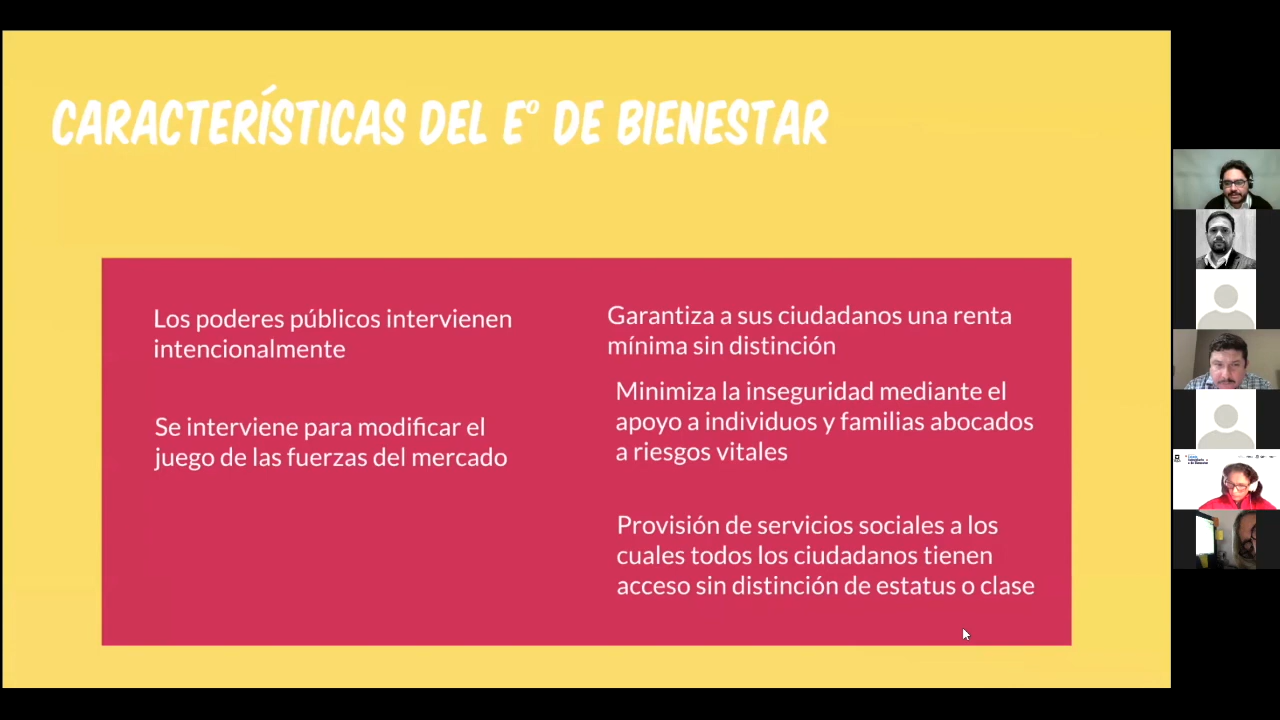 CARACTERÍSTICAS DEL Eº DE BIENESTAR
Los poderes públicos intervienen
intencionalmente
Se interviene para modificar el
juego de las fuerzas del mercado
Garantiza a sus ciudadanos una renta
mínima sin distinción
Minimiza la inseguridad mediante el
apoyo a individuos y familias abocados
a riesgos vitales
Provisión de servicios sociales a los
cuales todos los ciudadanos tienen
acceso sin distinción de estatus o clase